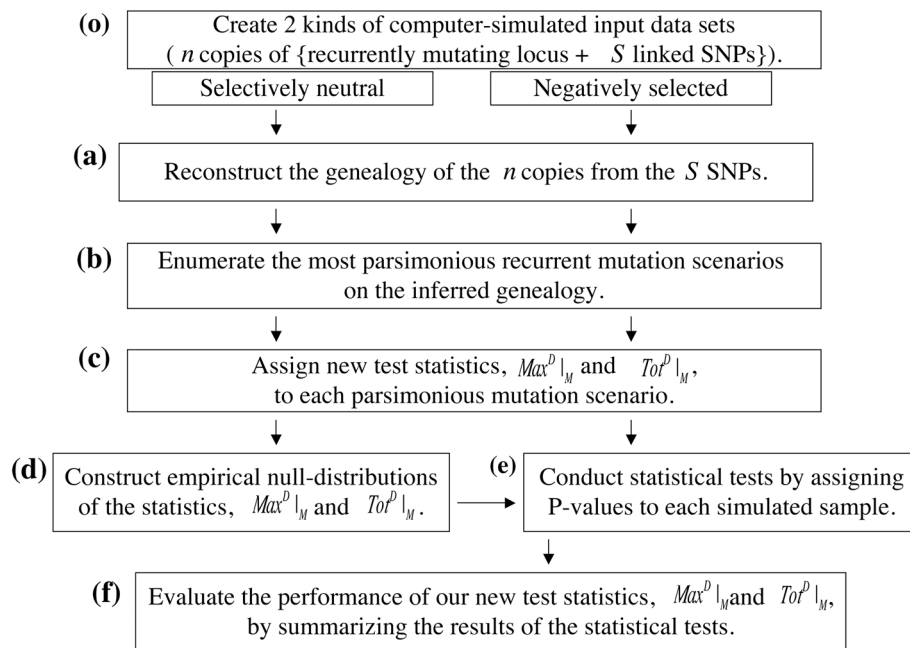 (o)
Create 2 kinds of computer-simulated input data sets
( n copies of {recurrently mutating locus + S linked SNPs}).
Selectively neutral
Negatively selected
(a)
Reconstruct the genealogy of the n copies from the S SNPs.
(b)
Enumerate the most parsimonious recurrent mutation scenarios
on the inferred genealogy.
(c)
Assign new test statistics, Max^D|_M and Tot^D|_M,
to each parsimonious mutation scenario.
(d)
Construct empirical null-distributions
of the statistics, Max^D|_M and Tot^D|_M.
(e)
Conduct statistical tests by assigning
P-values to each simulated sample.
(f)
Evaluate the performance of our new test statistics, Max^D|_M and Tot^D|_M,
by summarizing the results of the statistical tests.